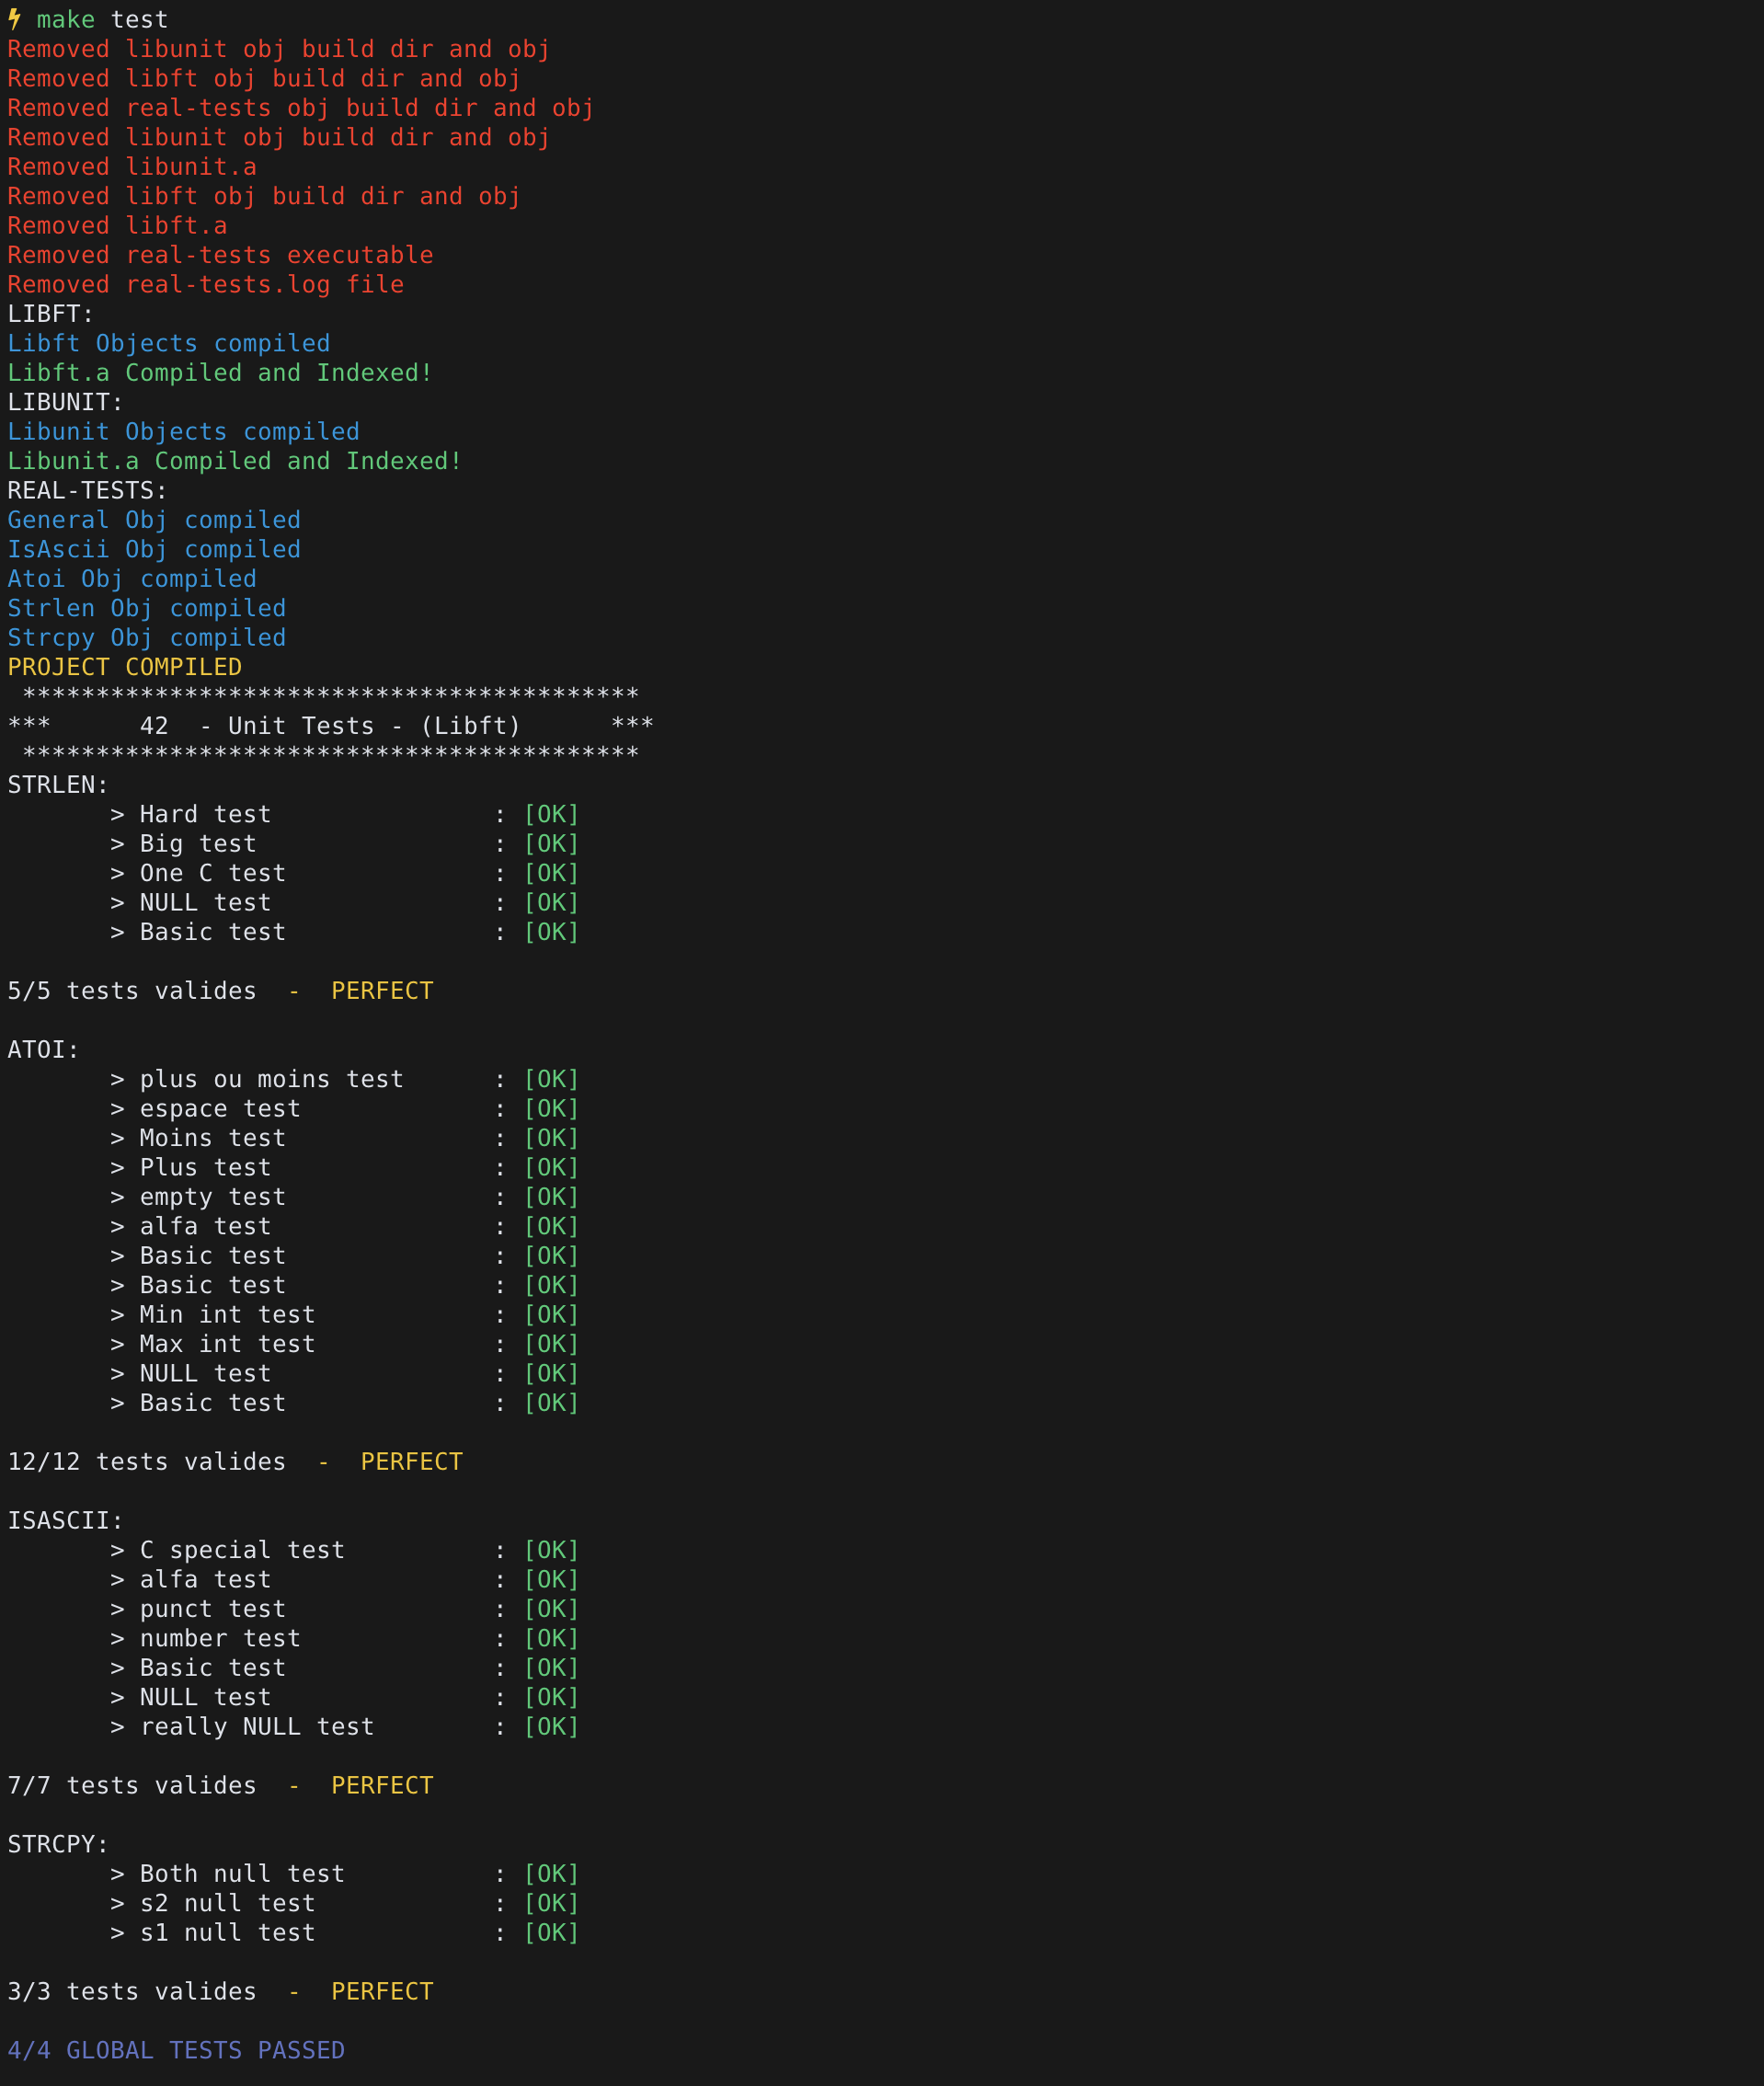 ⚡ make test
Removed libunit obj build dir and obj
Removed libft obj build dir and obj
Removed real-tests obj build dir and obj
Removed libunit obj build dir and obj
Removed libunit.a
Removed libft obj build dir and obj
Removed libft.a
Removed real-tests executable
Removed real-tests.log file
LIBFT:
Libft Objects compiled
Libft.a Compiled and Indexed!
LIBUNIT:
Libunit Objects compiled
Libunit.a Compiled and Indexed!
REAL-TESTS:
General Obj compiled
IsAscii Obj compiled
Atoi Obj compiled
Strlen Obj compiled
Strcpy Obj compiled
PROJECT COMPILED
 ******************************************
***      42  - Unit Tests - (Libft)      ***
 ******************************************
STRLEN:
       > Hard test               : [OK]
       > Big test                : [OK]
       > One C test              : [OK]
       > NULL test               : [OK]
       > Basic test              : [OK]

5/5 tests valides  -  PERFECT

ATOI:
       > plus ou moins test      : [OK]
       > espace test             : [OK]
       > Moins test              : [OK]
       > Plus test               : [OK]
       > empty test              : [OK]
       > alfa test               : [OK]
       > Basic test              : [OK]
       > Basic test              : [OK]
       > Min int test            : [OK]
       > Max int test            : [OK]
       > NULL test               : [OK]
       > Basic test              : [OK]

12/12 tests valides  -  PERFECT

ISASCII:
       > C special test          : [OK]
       > alfa test               : [OK]
       > punct test              : [OK]
       > number test             : [OK]
       > Basic test              : [OK]
       > NULL test               : [OK]
       > really NULL test        : [OK]

7/7 tests valides  -  PERFECT

STRCPY:
       > Both null test          : [OK]
       > s2 null test            : [OK]
       > s1 null test            : [OK]

3/3 tests valides  -  PERFECT

4/4 GLOBAL TESTS PASSED